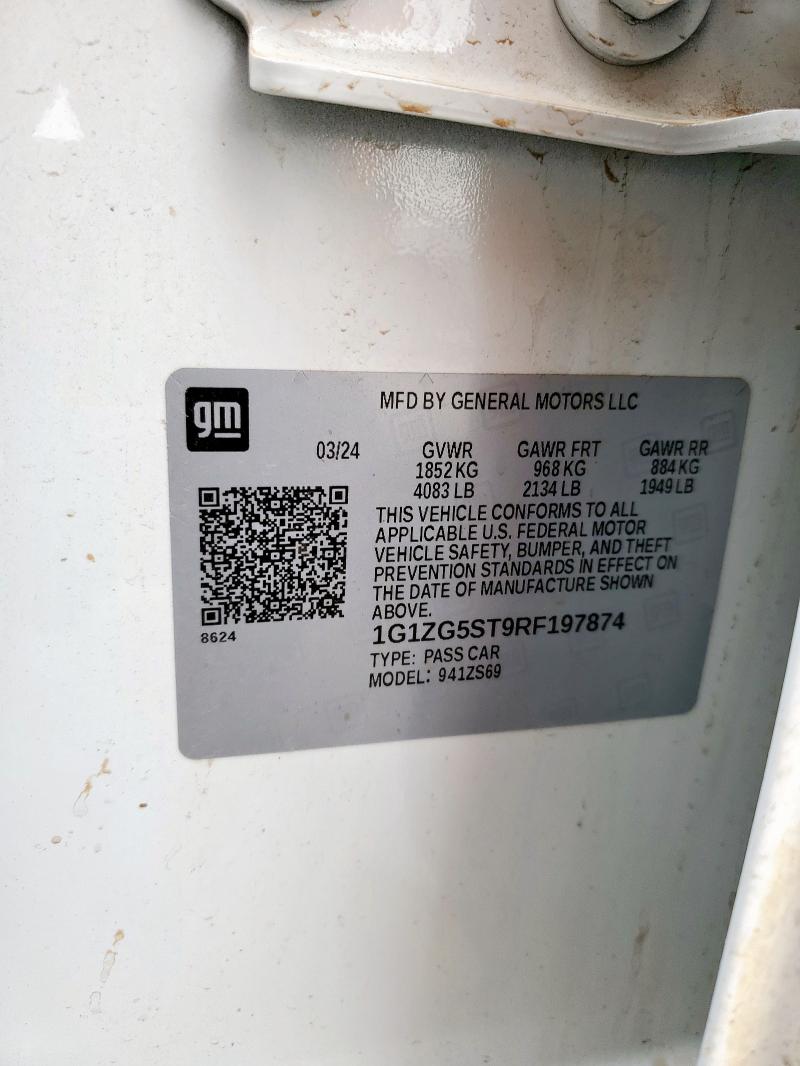 gm
MFD BY GENERAL MOTORS LLC
03/24 GVWR GAWR FRT GAWR RR
1852 KG 968 KG 884 KG
4083 LB 2134 LB 1949 LB
THIS VEHICLE CONFORMS TO ALL
APPLICABLE U.S. FEDERAL MOTOR
VEHICLE SAFETY, BUMPER, AND THEFT
PREVENTION STANDARDS IN EFFECT ON
THE DATE OF MANUFACTURE SHOWN
ABOVE.
8624
1G1ZG5ST9RF197874
TYPE: PASS CAR
MODEL: 941ZS69